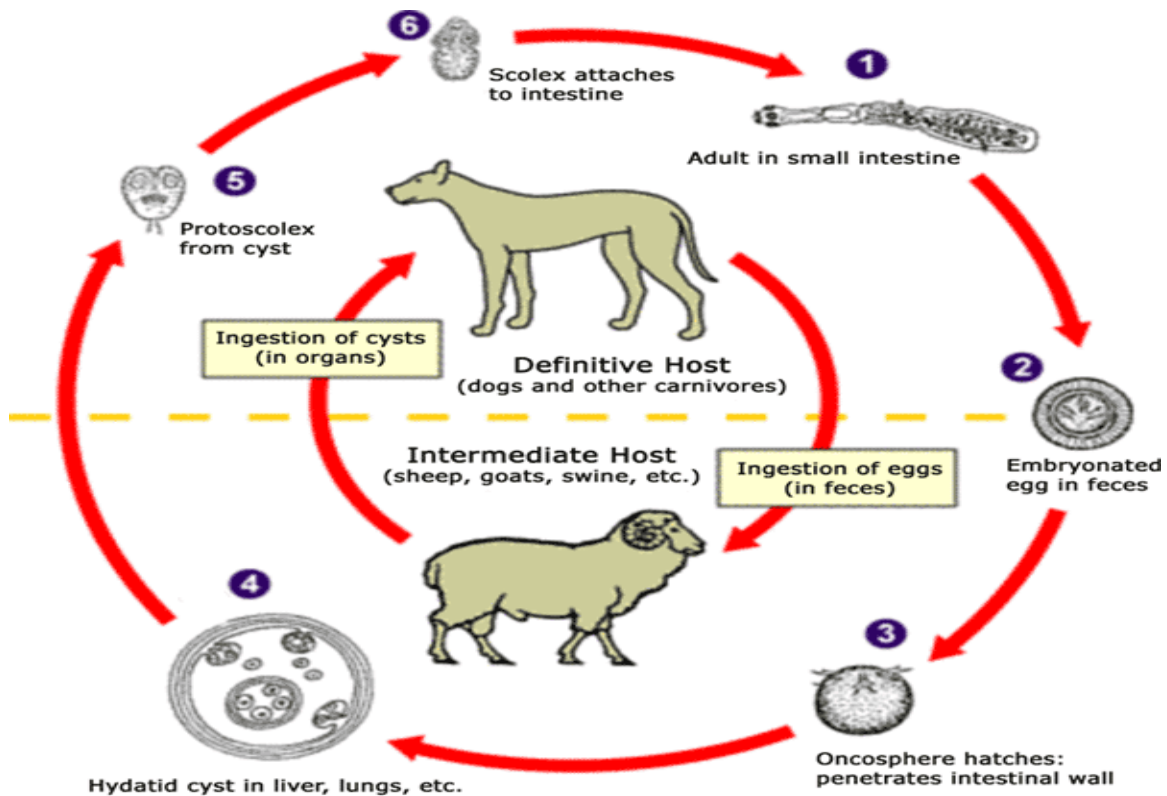 6
Scolex attaches
to intestine
1
Adult in small intestine
5
Protoscolex
from cyst
Ingestion of cysts
(in organs)
Definitive Host
(dogs and other carnivores)
2
Embryonated
egg in feces
Intermediate Host
(sheep, goats, swine, etc.)
Ingestion of eggs
(in feces)
4
Hydatid cyst in liver, lungs, etc.
3
Oncosphere hatches:
penetrates intestinal wall